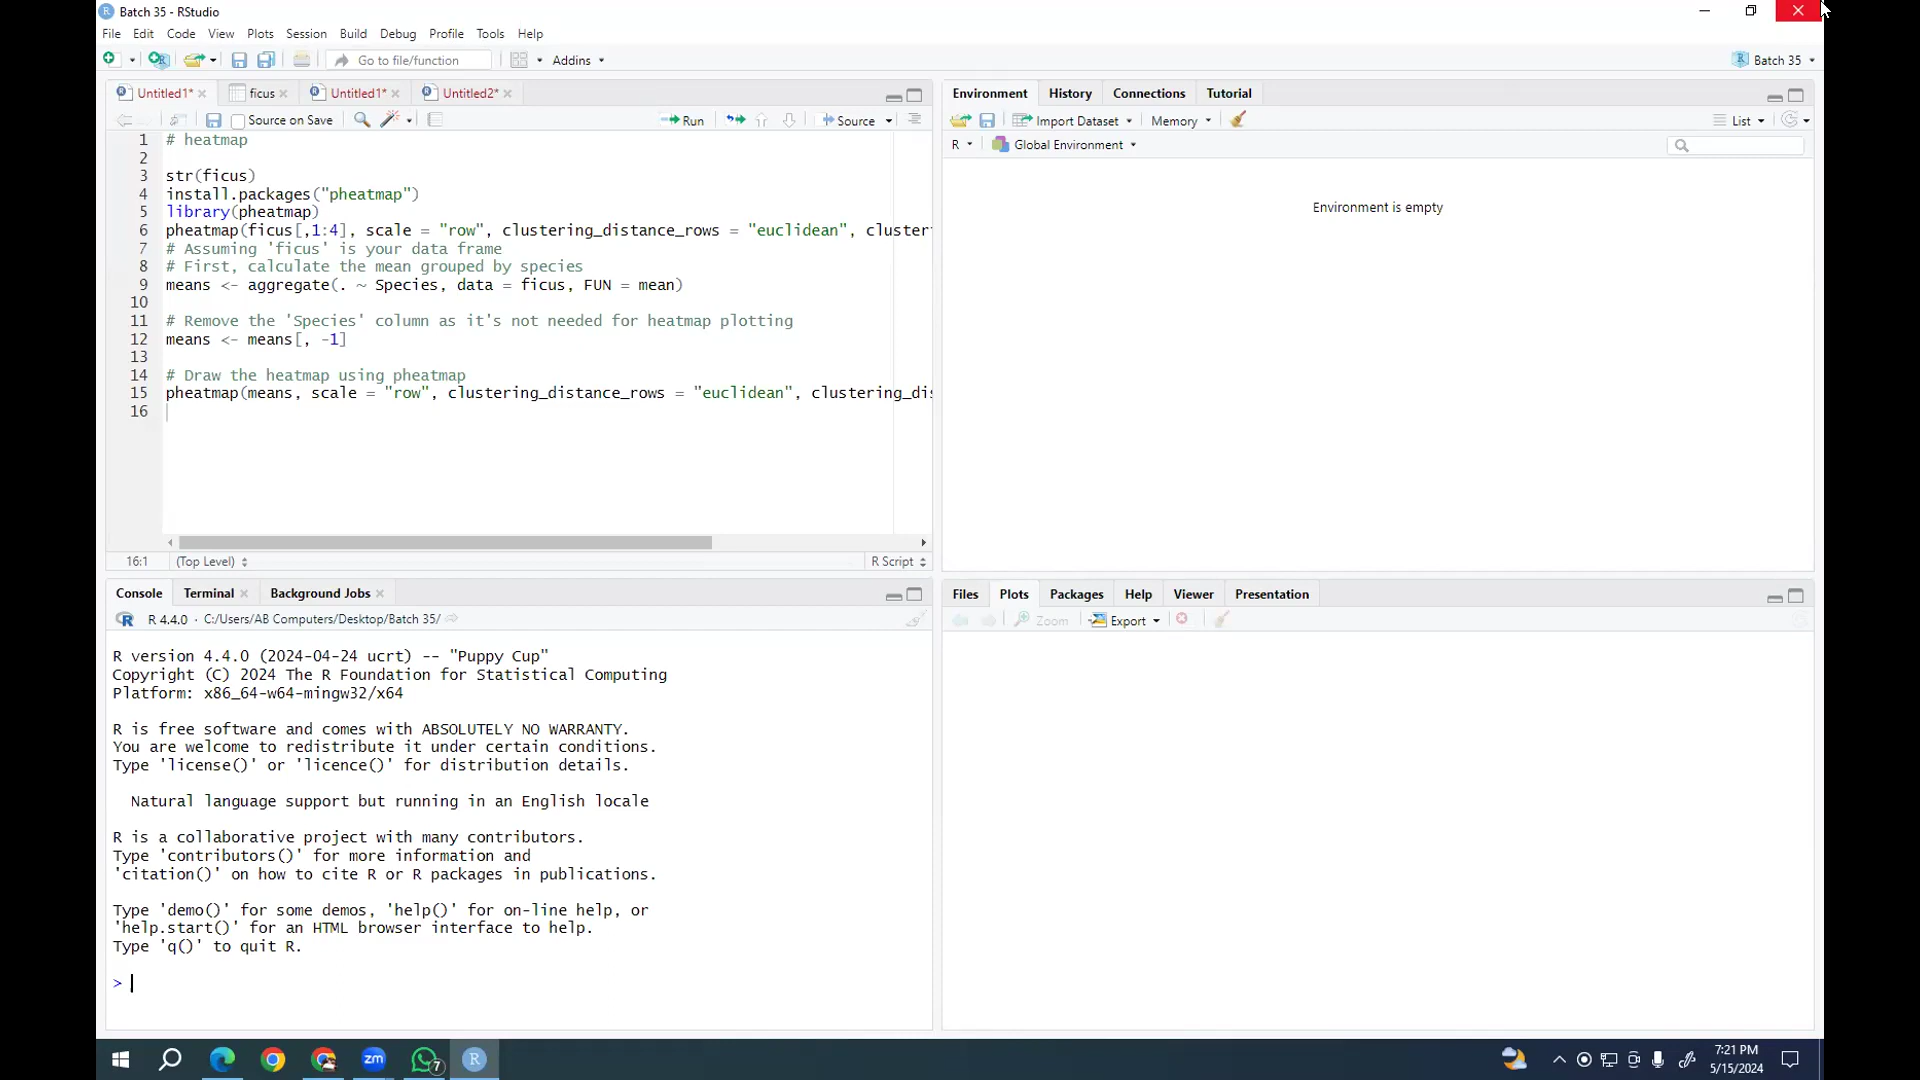 Batch 35 - RStudio
File Edit Code View Plots Session Build Debug Profile Tools Help
Go to file/function Addins Batch 35
Untitled1* ficus Untitled1* Untitled2*
Source on Save Run Source
1 # heatmap
2
3 str(ficus)
4 install.packages("pheatmap")
5 library(pheatmap)
6 pheatmap(ficus[,1:4], scale = "row", clustering_distance_rows = "euclidean", cluster
7 # Assuming 'ficus' is your data frame
8 # First, calculate the mean grouped by species
9 means <- aggregate(. ~ Species, data = ficus, FUN = mean)
10
11 # Remove the 'Species' column as it's not needed for heatmap plotting
12 means <- means[, -1]
13
14 # Draw the heatmap using pheatmap
15 pheatmap(means, scale = "row", clustering_distance_rows = "euclidean", clustering_dis
16
16:1 (Top Level) R Script
Environment History Connections Tutorial
Import Dataset Memory List
R Global Environment
Environment is empty
Console Terminal Background Jobs
R 4.4.0 · C:/Users/AB Computers/Desktop/Batch 35/
R version 4.4.0 (2024-04-24 ucrt) -- "Puppy Cup"
Copyright (C) 2024 The R Foundation for Statistical Computing
Platform: x86_64-w64-mingw32/x64
R is free software and comes with ABSOLUTELY NO WARRANTY.
You are welcome to redistribute it under certain conditions.
Type 'license()' or 'licence()' for distribution details.
Natural language support but running in an English locale
R is a collaborative project with many contributors.
Type 'contributors()' for more information and
'citation()' on how to cite R or R packages in publications.
Type 'demo()' for some demos, 'help()' for on-line help, or
'help.start()' for an HTML browser interface to help.
Type 'q()' to quit R.
>
Files Plots Packages Help Viewer Presentation
Zoom Export
zm 7 R
7:21 PM
5/15/2024